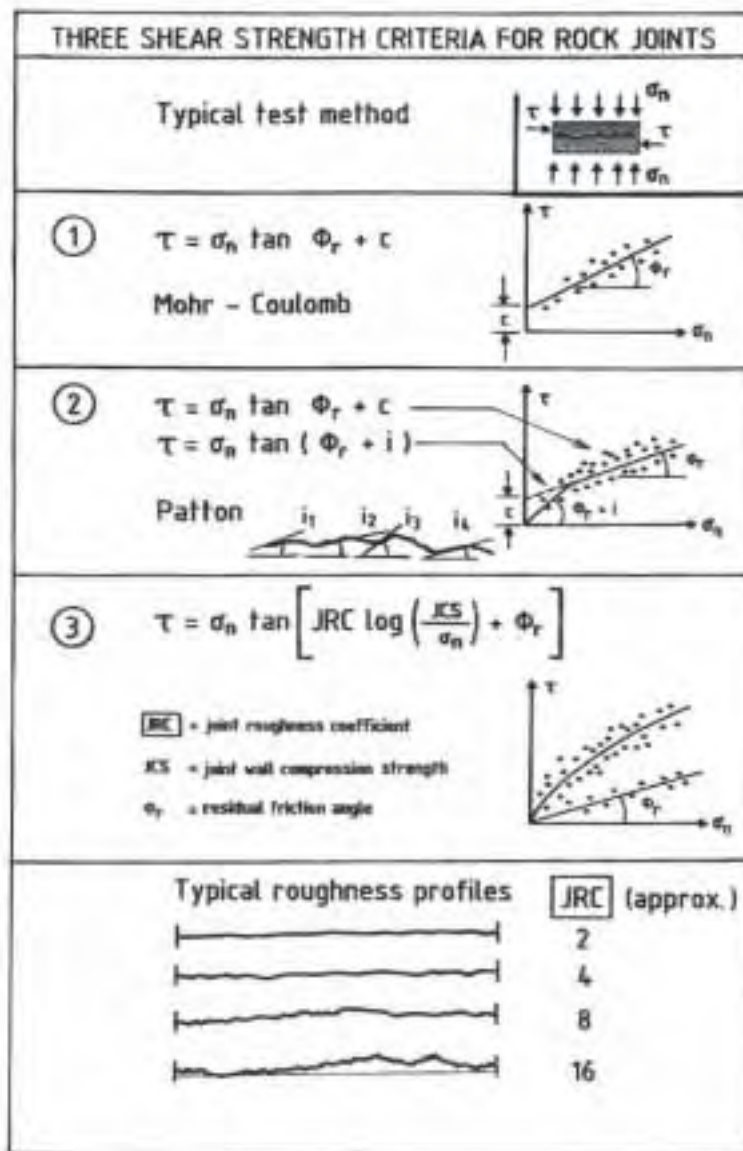 THREE SHEAR STRENGTH CRITERIA FOR ROCK JOINTS
Typical test method
σn
τ
τ
σn
1
τ = σn tan Φr + c
Mohr - Coulomb
τ
Φr
c
σn
2
τ = σn tan Φr + c
τ = σn tan ( Φr + i )
Patton
i1 i2 i3 i4
τ
Φr
c
Φr + i
σn
3
τ = σn tan [ JRC log ( JCS / σn ) + Φr ]
JRC = joint roughness coefficient
JCS = joint wall compression strength
Φr = residual friction angle
τ
Φr
σn
Typical roughness profiles JRC (approx.)
2
4
8
16